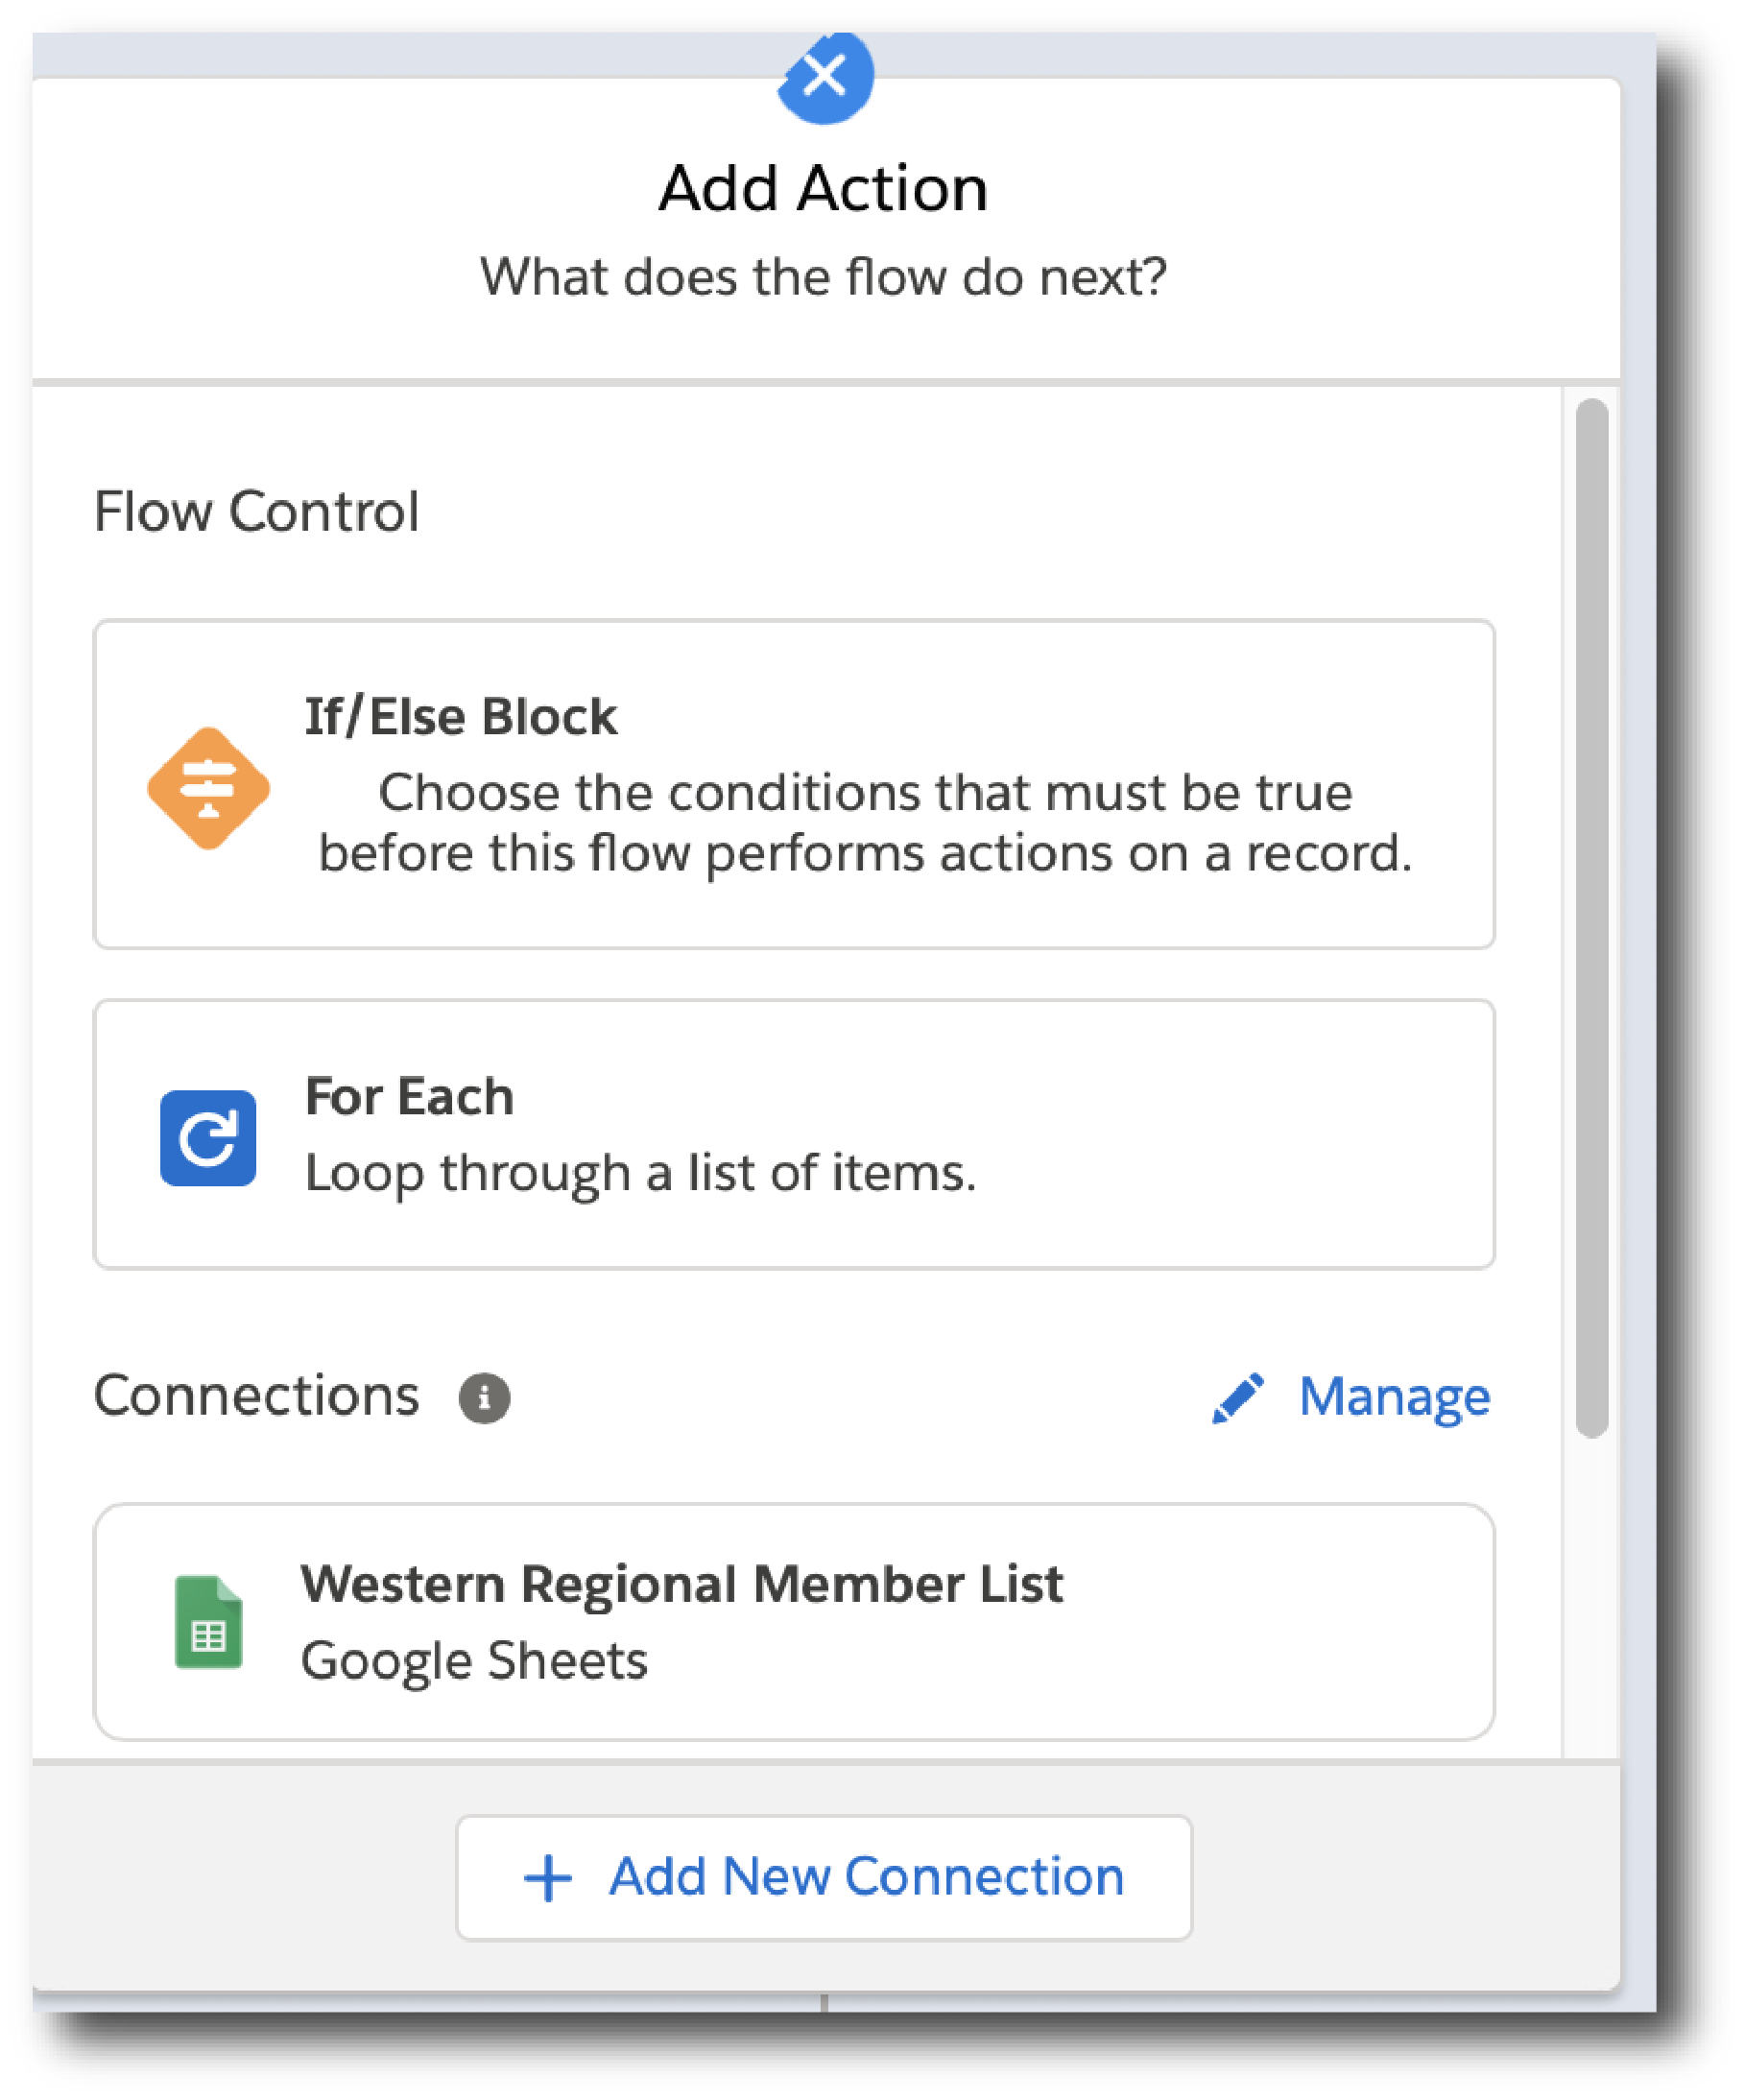 Add Action
What does the flow do next?
Flow Control
If/Else Block
Choose the conditions that must be true
before this flow performs actions on a record.
For Each
Loop through a list of items.
Connections
Manage
Western Regional Member List
Google Sheets
Add New Connection